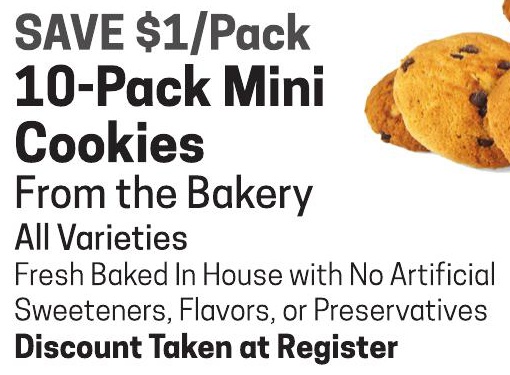 SAVE $1/Pack
10-Pack Mini
Cookies
From the Bakery
All Varieties
Fresh Baked In House with No Artificial
Sweeteners, Flavors, or Preservatives
Discount Taken at Register